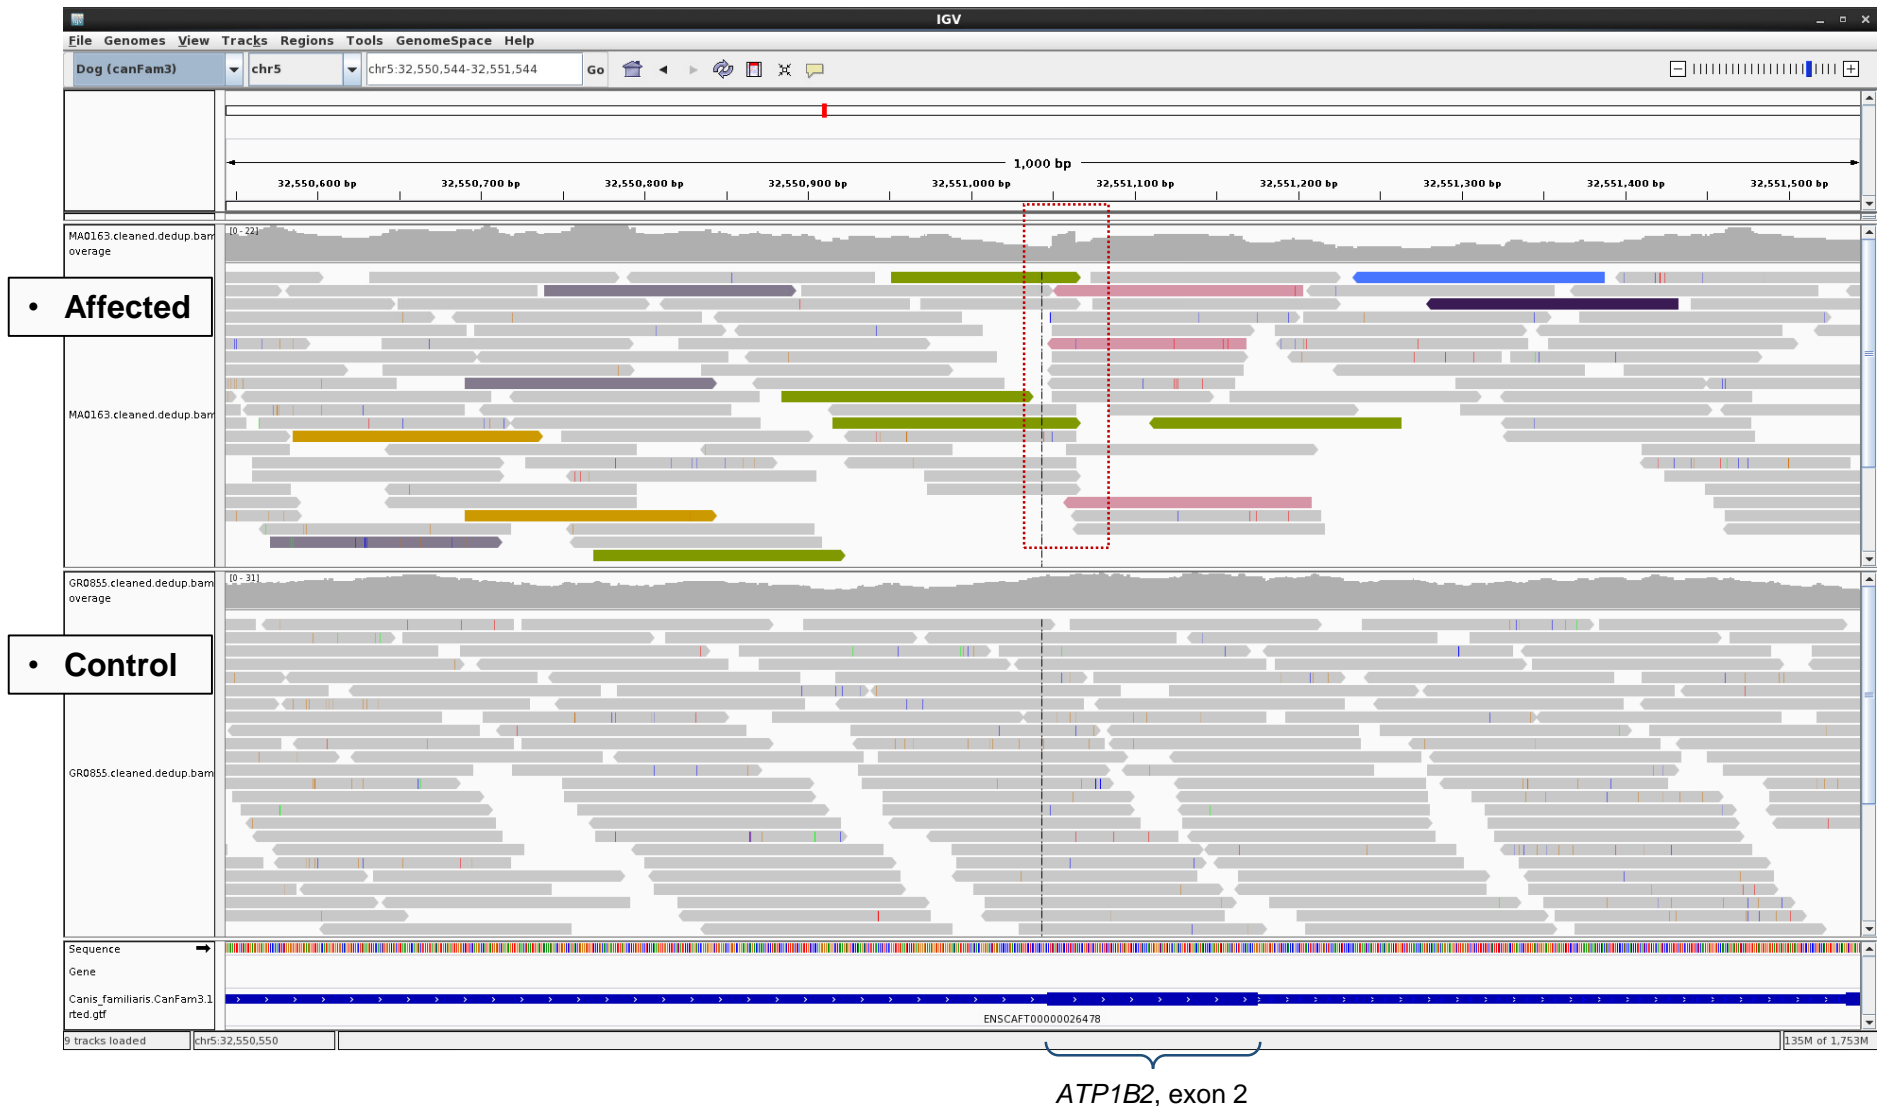 IGV
File Genomes View Tracks Regions Tools GenomeSpace Help
Dog (canFam3) chr5 chr5:32,550,544-32,551,544 Go
1,000 bp
32,550,600 bp 32,550,700 bp 32,550,800 bp 32,550,900 bp 32,551,000 bp 32,551,100 bp 32,551,200 bp 32,551,300 bp 32,551,400 bp 32,551,500 bp
MA0163.cleaned.dedup.bam [0 - 22]
overage
• Affected
MA0163.cleaned.dedup.bam
GR0855.cleaned.dedup.bam [0 - 31]
overage
• Control
GR0855.cleaned.dedup.bam
Sequence
Gene
Canis_familiaris.CanFam3.1
rted.gtf
ENSCAFT00000026478
9 tracks loaded chr5:32,550,550 135M of 1,753M
ATP1B2, exon 2